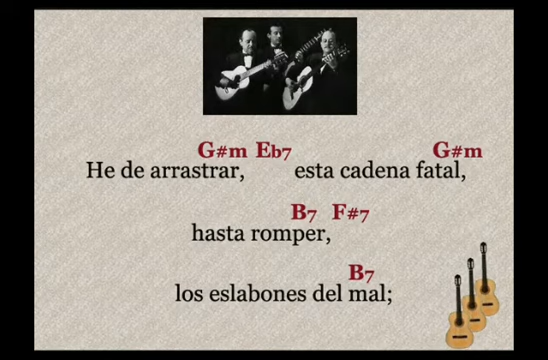 G#m Eb7 G#m
He de arrastrar, esta cadena fatal,
B7 F#7
hasta romper,
B7
los eslabones del mal;